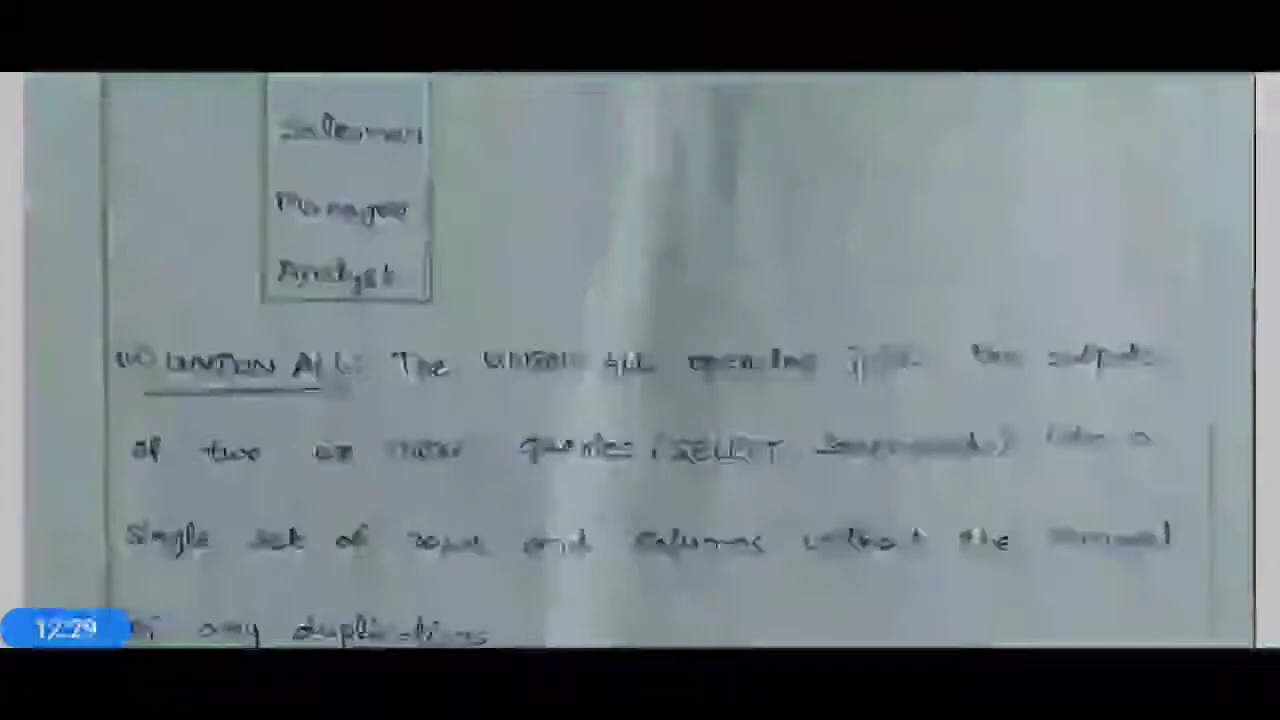 Salesman
Manager
Analyst
UNION ALL: The UNION ALL operator the outputs
of two or more queries (SELECT Statements) into a
Single set of rows and columns without the removal
of any duplications
12:29